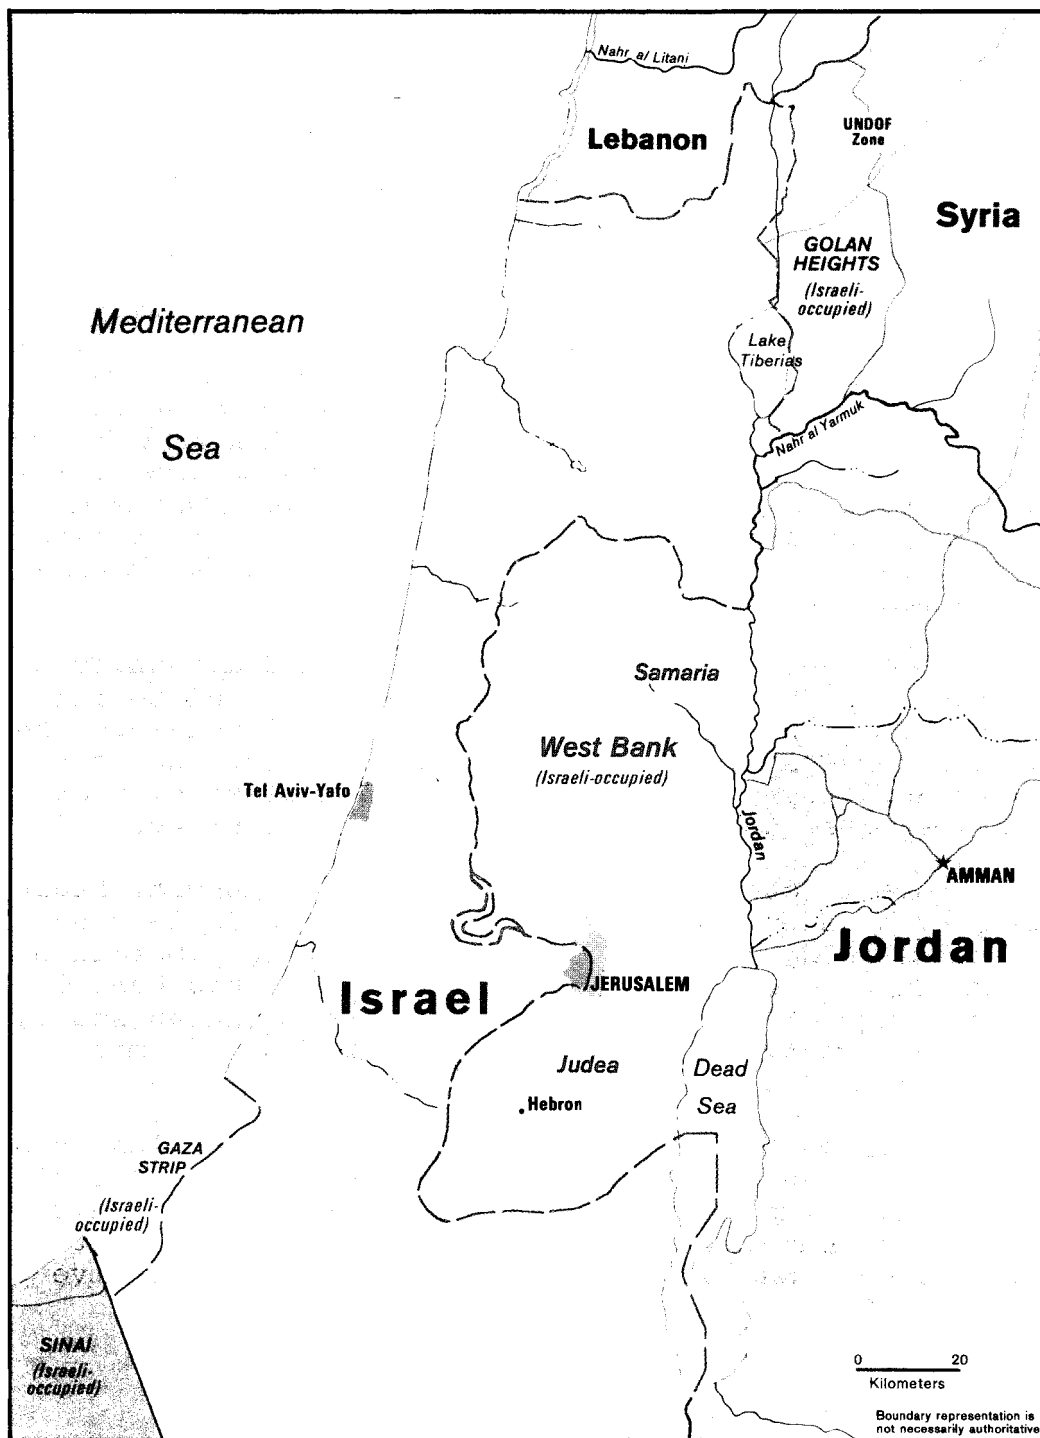 Nahr al Litani
Lebanon
UNDOF
Zone
Syria
GOLAN
HEIGHTS
(Israeli-
occupied)
Mediterranean
Sea
Lake
Tiberias
Nahr al Yarmuk
Samaria
West Bank
(Israeli-occupied)
Tel Aviv-Yafo
Jordan
AMMAN
Jordan
Israel
JERUSALEM
Judea
Hebron
Dead
Sea
GAZA
STRIP
(Israeli-
occupied)
SINAI
(Israeli-
occupied)
0 20
Kilometers
Boundary representation is
not necessarily authoritative